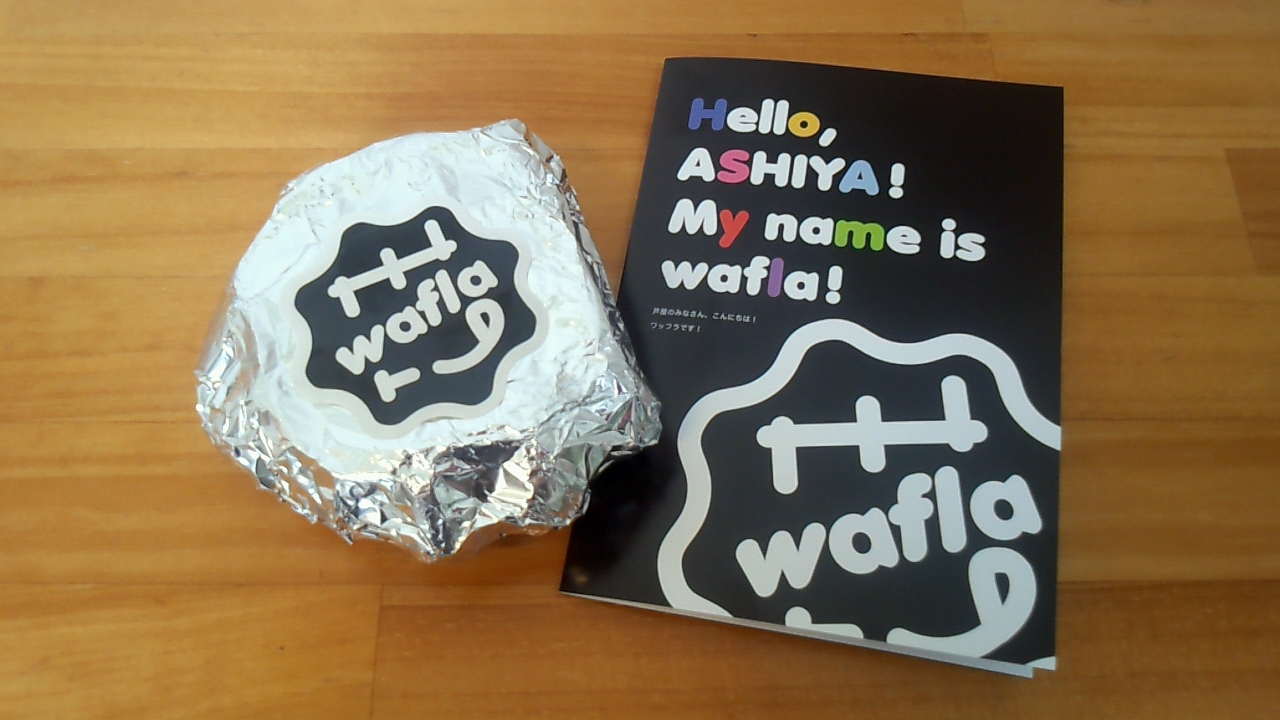 wafla
Hello,
ASHIYA!
My name is
wafla!
芦屋のみなさん、こんにちは!
ワッフラです!
wafla